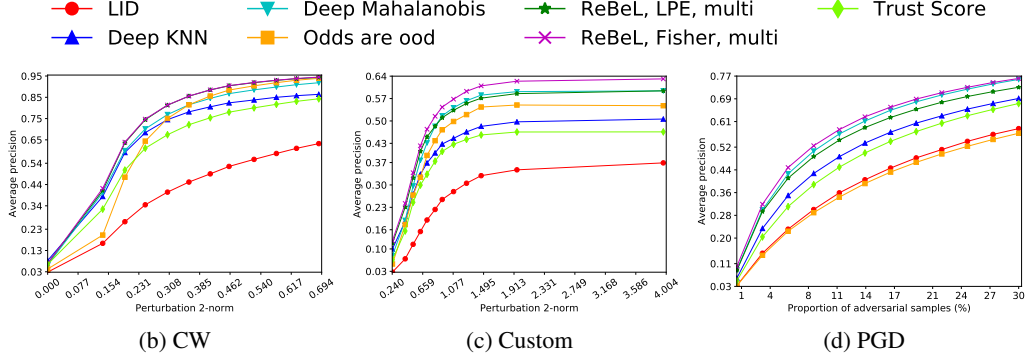 LID Deep Mahalanobis ReBeL, LPE, multi Trust Score
Deep KNN Odds are ood ReBeL, Fisher, multi
Average precision
0.95
0.85
0.75
0.65
0.54
0.44
0.34
0.24
0.13
0.03
0.000 0.077 0.154 0.231 0.308 0.385 0.462 0.540 0.617 0.694
Perturbation 2-norm
(b) CW
Average precision
0.64
0.57
0.50
0.43
0.37
0.30
0.23
0.16
0.10
0.03
0.240 0.659 1.077 1.495 1.913 2.331 2.749 3.168 3.586 4.004
Perturbation 2-norm
(c) Custom
Average precision
0.77
0.69
0.61
0.52
0.44
0.36
0.28
0.20
0.11
0.03
1 4 8 11 14 17 21 24 27 30
Proportion of adversarial samples (%)
(d) PGD